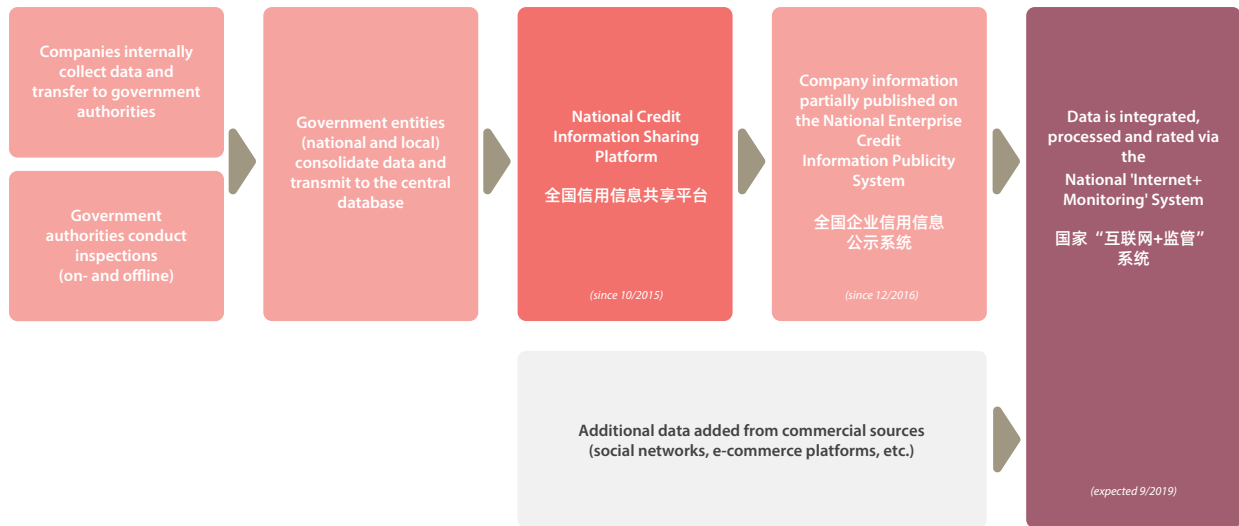 Companies internally
collect data and
transfer to government
authorities
Government
authorities conduct
inspections
(on- and offline)
Government entities
(national and local)
consolidate data and
transmit to the central
database
National Credit
Information Sharing
Platform
全国信用信息共享平台
(since 10/2015)
Company information
partially published on
the National Enterprise
Credit
Information Publicity
System
全国企业信用信息
公示系统
(since 12/2016)
Additional data added from commercial sources
(social networks, e-commerce platforms, etc.)
Data is integrated,
processed and rated via
the
National 'Internet+
Monitoring' System
国家“互联网+监管”
系统
(expected 9/2019)